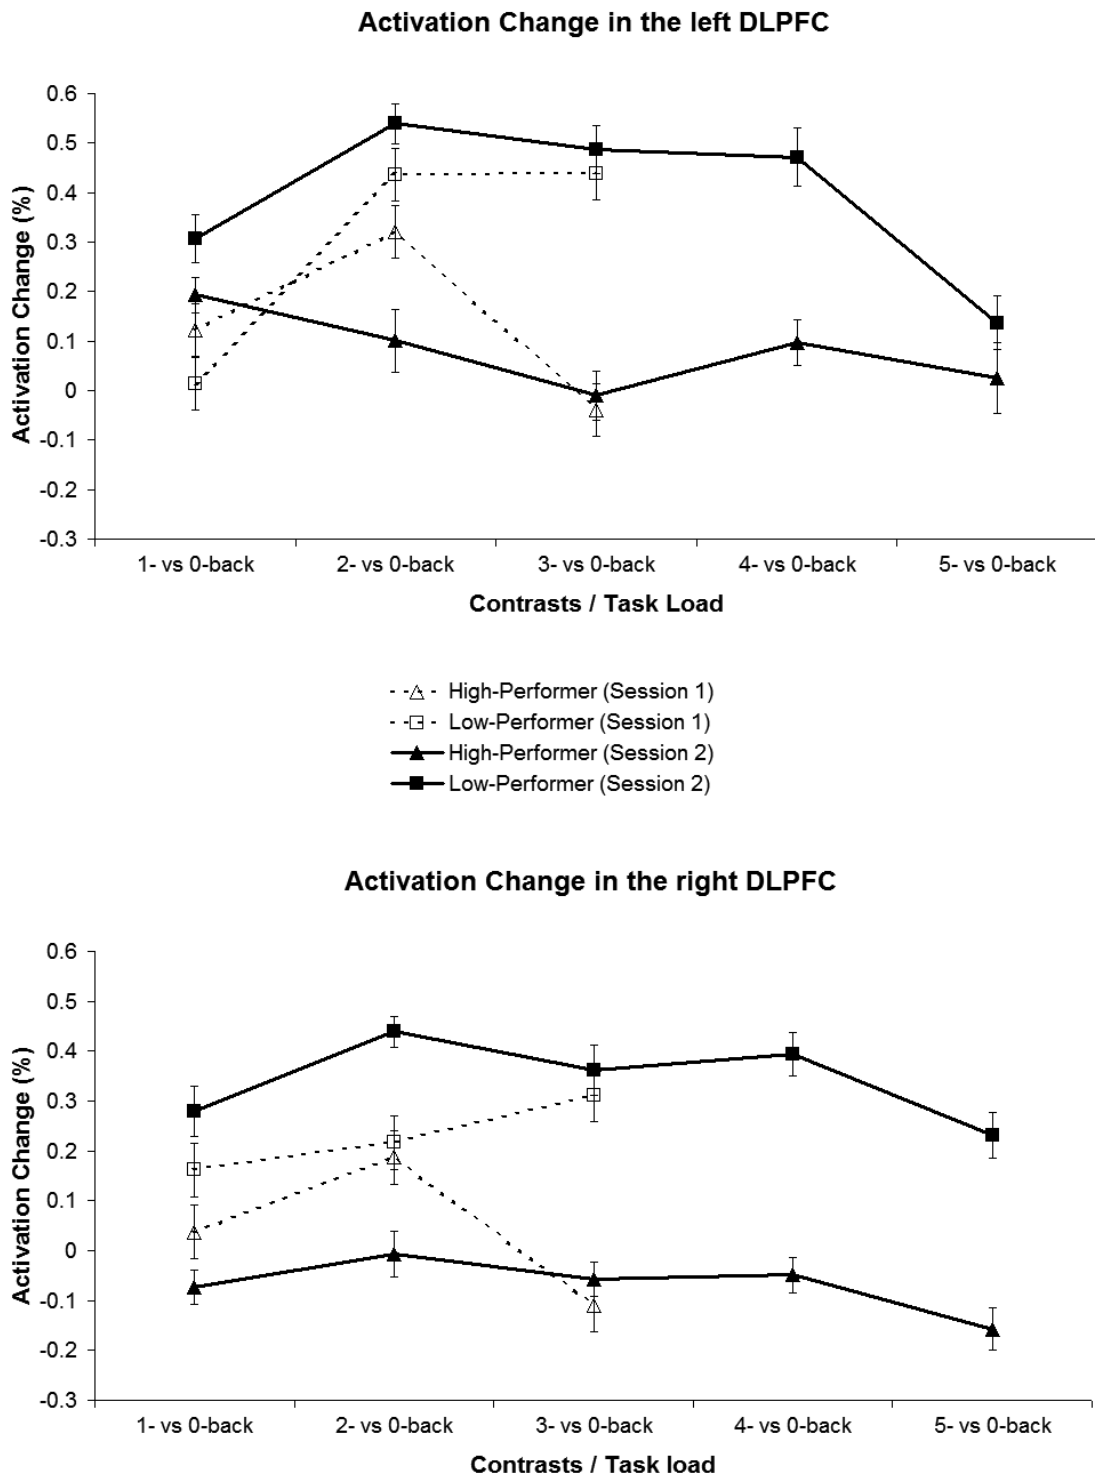 Activation Change in the left DLPFC
0.6
0.5
0.4
0.3
0.2
0.1
0
-0.1
-0.2
-0.3
Activation Change (%)
1- vs 0-back 2- vs 0-back 3- vs 0-back 4- vs 0-back 5- vs 0-back
Contrasts / Task Load
High-Performer (Session 1)
Low-Performer (Session 1)
High-Performer (Session 2)
Low-Performer (Session 2)
Activation Change in the right DLPFC
0.6
0.5
0.4
0.3
0.2
0.1
0
-0.1
-0.2
-0.3
Activation Change (%)
1- vs 0-back 2- vs 0-back 3- vs 0-back 4- vs 0-back 5- vs 0-back
Contrasts / Task load